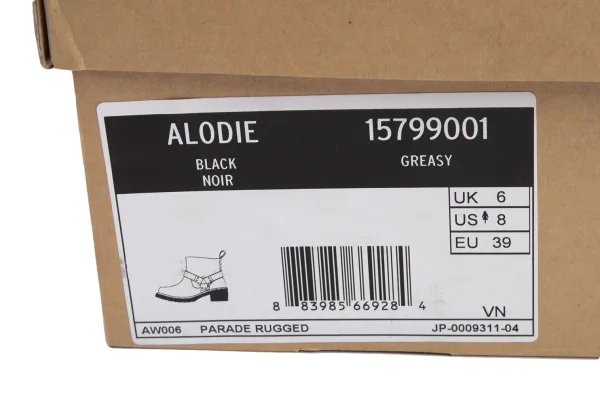 ALODIE 15799001
BLACK GREASY
NOIR
UK 6
US 8
EU 39
8 83985 66928 4
VN
AW006 PARADE RUGGED JP-0009311-04